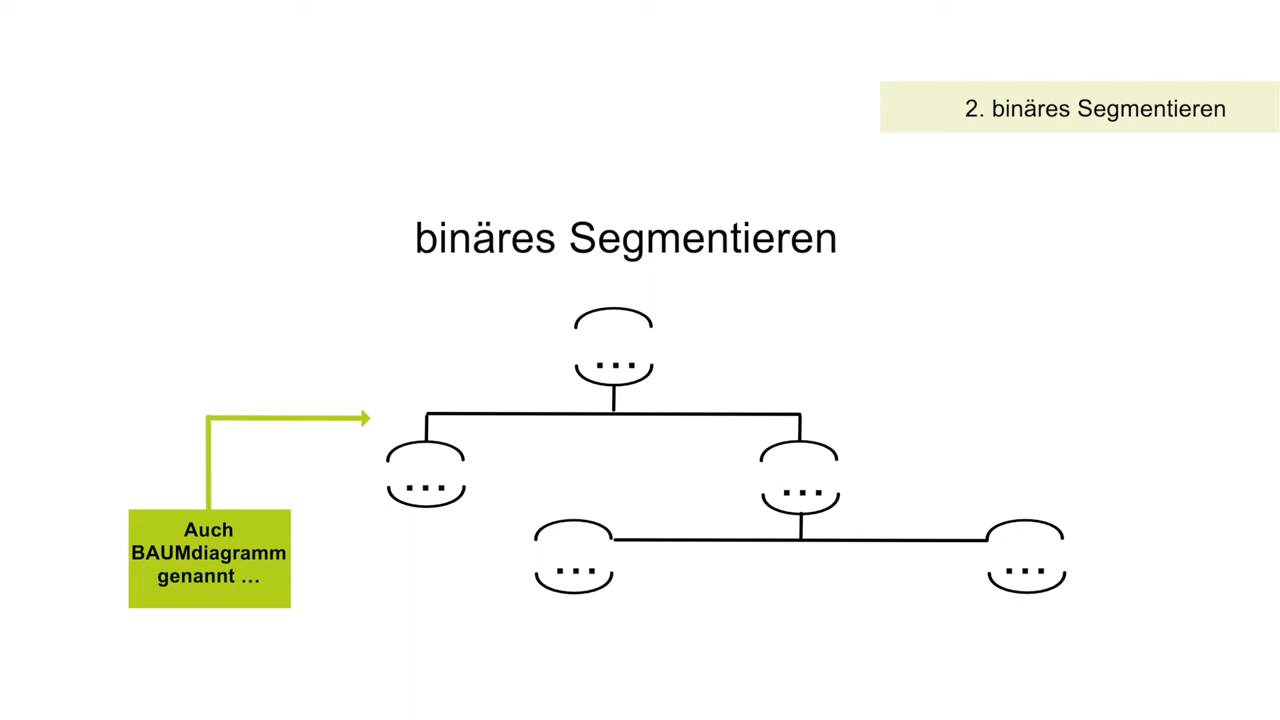 2. binäres Segmentieren
binäres Segmentieren
...
... ...
... ...
Auch
BAUMdiagramm
genannt ...